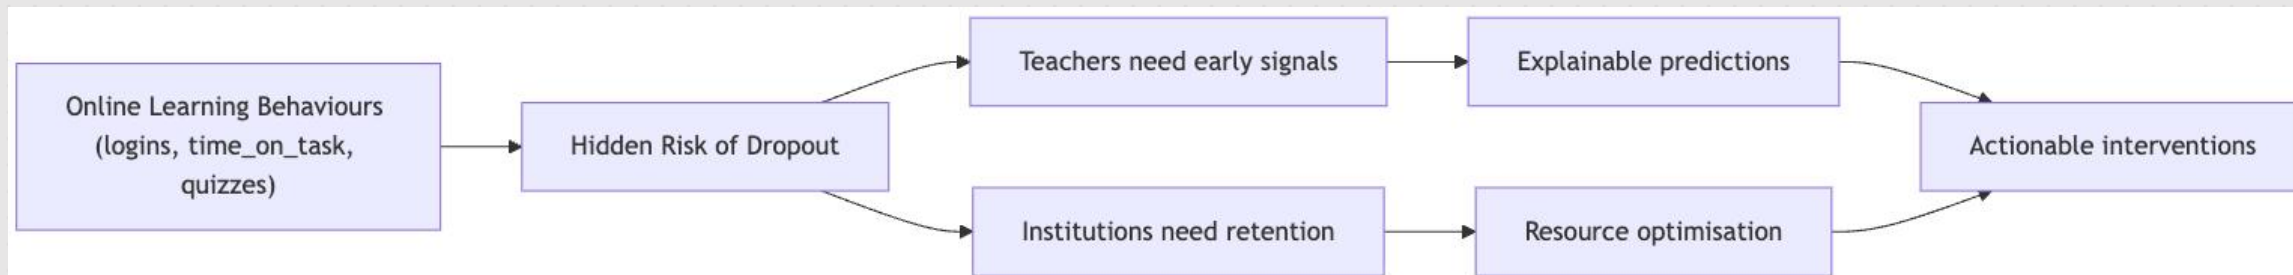 Online Learning Behaviours
(logins, time_on_task,
quizzes)
Hidden Risk of Dropout
Teachers need early signals
Explainable predictions
Institutions need retention
Resource optimisation
Actionable interventions